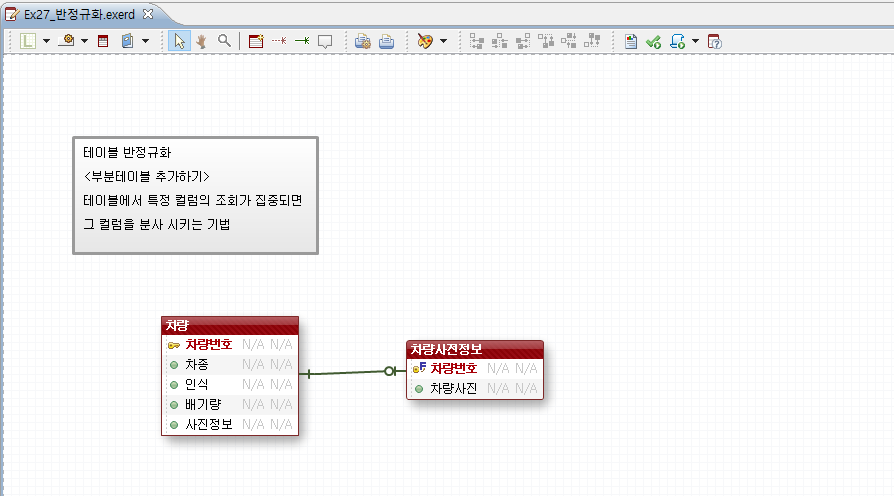 Ex27_반정규화.exerd
L
테이블 반정규화
<부분테이블 추가하기>
테이블에서 특정 컬럼의 조회가 집중되면
그 컬럼을 분사 시키는 기법
차량
차량번호 N/A N/A
차종 N/A N/A
인식 N/A N/A
배기량 N/A N/A
사진정보 N/A N/A
차량사진정보
F 차량번호 N/A N/A
차량사진 N/A N/A